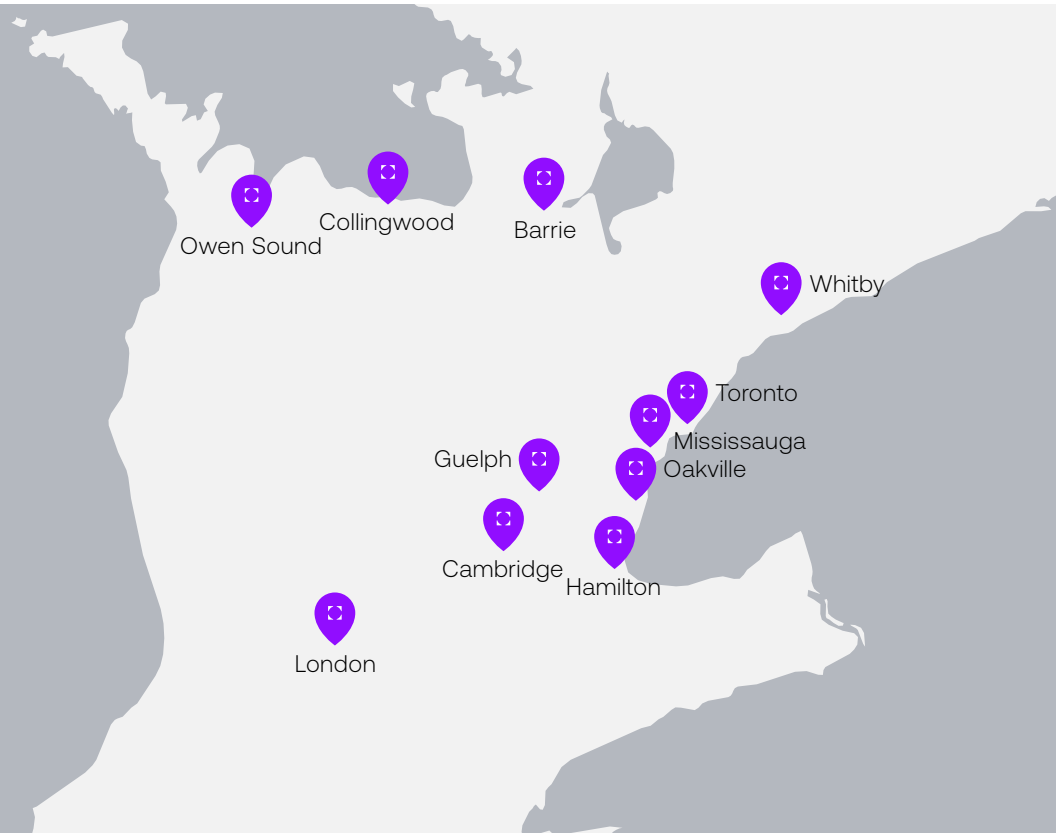 Collingwood
Barrie
Owen Sound
Whitby
Toronto
Mississauga
Guelph
Oakville
Cambridge
Hamilton
London